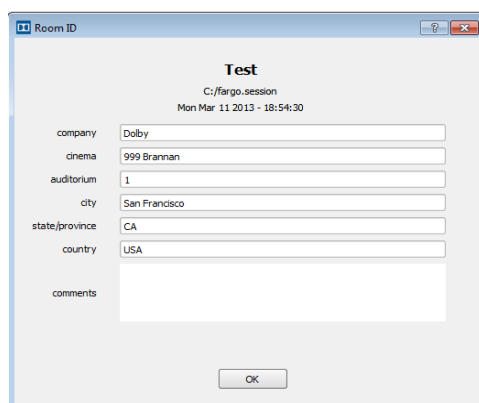 Room ID
Test
C:/fargo.session
Mon Mar 11 2013 - 18:54:30
company Dolby
cinema 999 Brannan
auditorium 1
city San Francisco
state/province CA
country USA
comments
OK